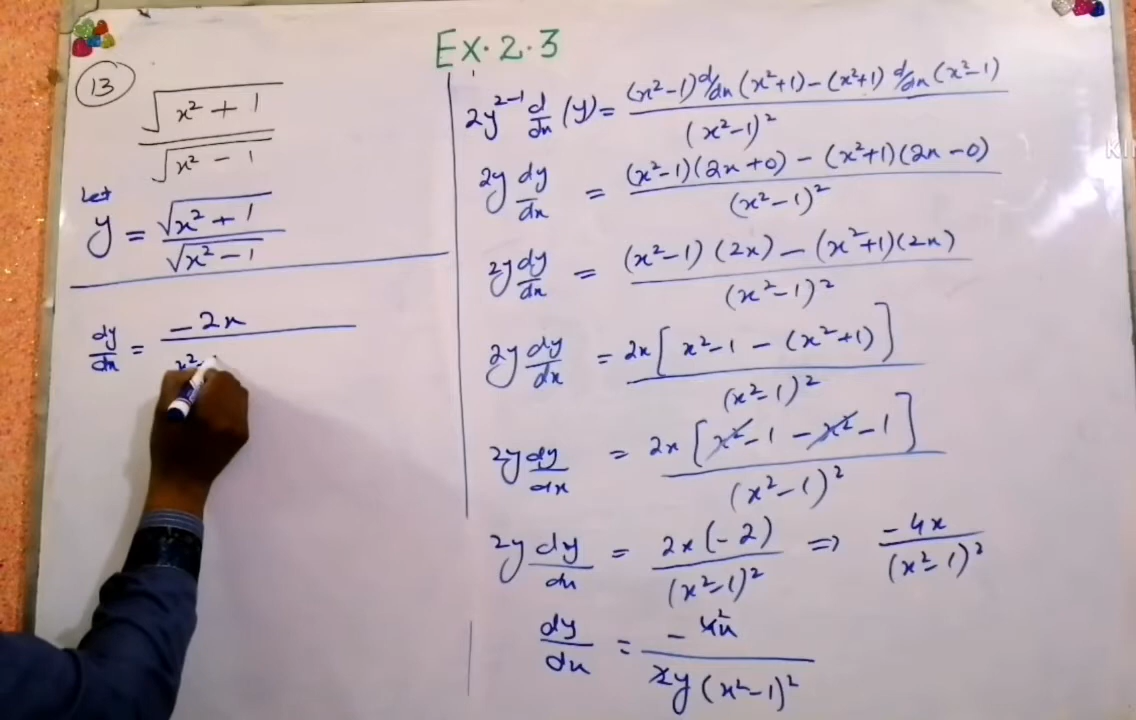 Ex. 2.3
13
√(x² + 1) / √(x² - 1)
Let
y = √(x² + 1) / √(x² - 1)
dy/dx = -2x / x²-
2y²⁻¹ d/dx (y) = (x²-1) d/dx (x²+1) - (x²+1) d/dx (x²-1) / (x²-1)²
2y dy/dx = (x²-1)(2x+0) - (x²+1)(2x-0) / (x²-1)²
2y dy/dx = (x²-1)(2x) - (x²+1)(2x) / (x²-1)²
2y dy/dx = 2x[x²-1 - (x²+1)] / (x²-1)²
2y dy/dx = 2x[x²-1 - x²-1] / (x²-1)²
2y dy/dx = 2x(-2) / (x²-1)² ⇒ -4x / (x²-1)²
dy/dx = -4²x / 2y(x²-1)²